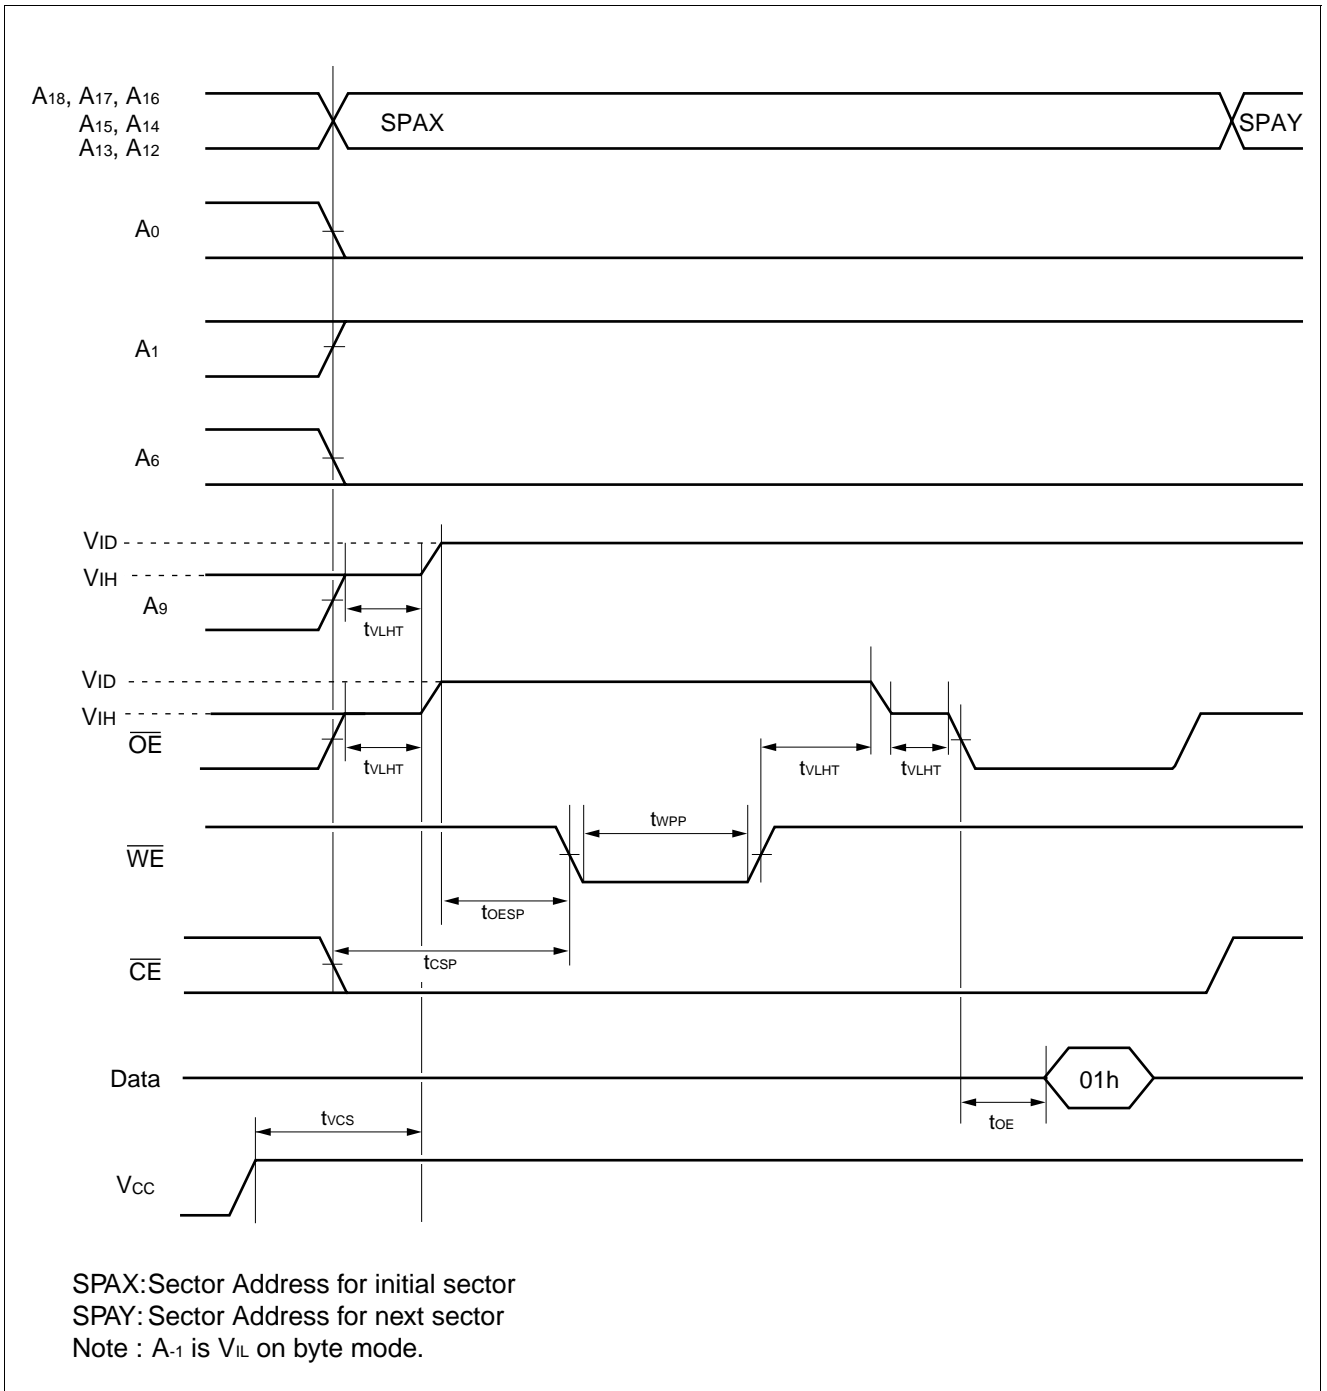 A18, A17, A16
A15, A14
A13, A12
SPAX
SPAY
A0
A1
A6
VID
VIH
A9
tVLHT
VID
VIH
OE
tVLHT
tVLHT
tVLHT
WE
tWPP
tOESP
CE
tCSP
Data
01h
tOE
tVCS
VCC
SPAX: Sector Address for initial sector
SPAY: Sector Address for next sector
Note : A-1 is VIL on byte mode.